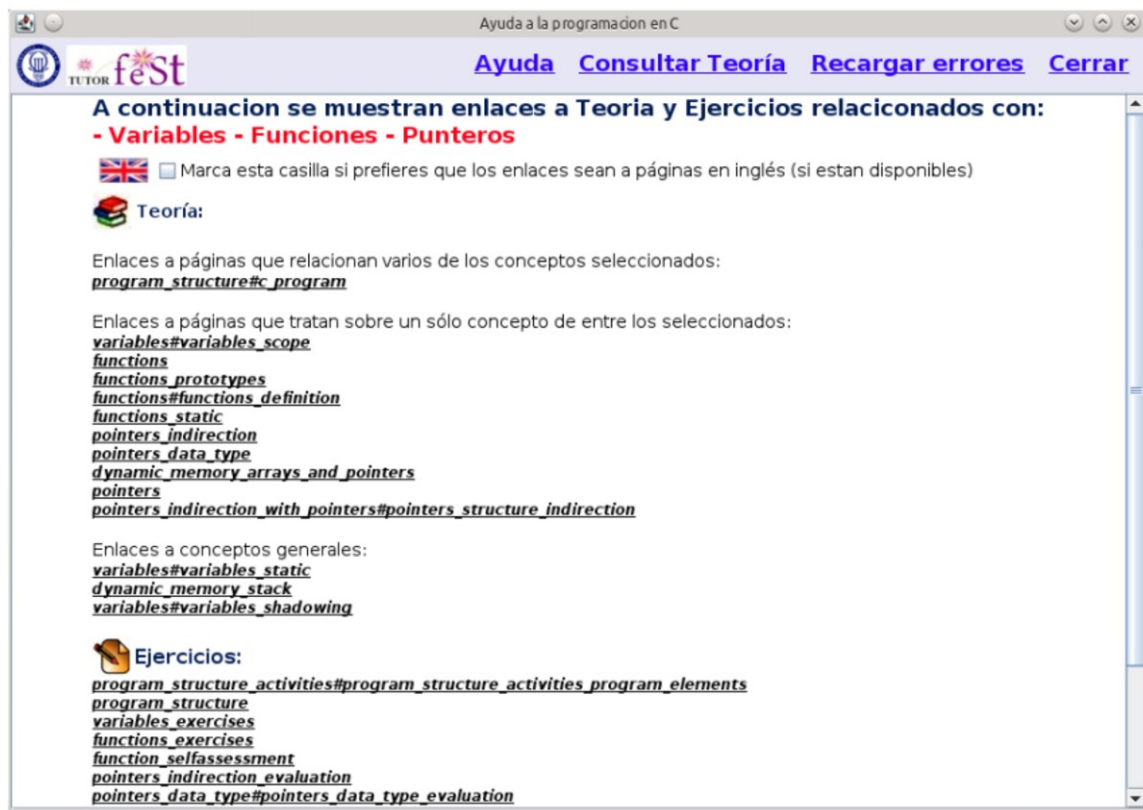 Ayuda a la programacion en C
TUTOR feSt
Ayuda Consultar Teoría Recargar errores Cerrar
A continuacion se muestran enlaces a Teoria y Ejercicios relaciconados con:
- Variables - Funciones - Punteros
Marca esta casilla si prefieres que los enlaces sean a páginas en inglés (si estan disponibles)
Teoría:
Enlaces a páginas que relacionan varios de los conceptos seleccionados:
program_structure#c_program
Enlaces a páginas que tratan sobre un sólo concepto de entre los seleccionados:
variables#variables_scope
functions
functions_prototypes
functions#functions_definition
functions_static
pointers_indirection
pointers_data_type
dynamic_memory_arrays_and_pointers
pointers
pointers_indirection_with_pointers#pointers_structure_indirection
Enlaces a conceptos generales:
variables#variables_static
dynamic_memory_stack
variables#variables_shadowing
Ejercicios:
program_structure_activities#program_structure_activities_program_elements
program_structure
variables_exercises
functions_exercises
function_selfassessment
pointers_indirection_evaluation
pointers_data_type#pointers_data_type_evaluation